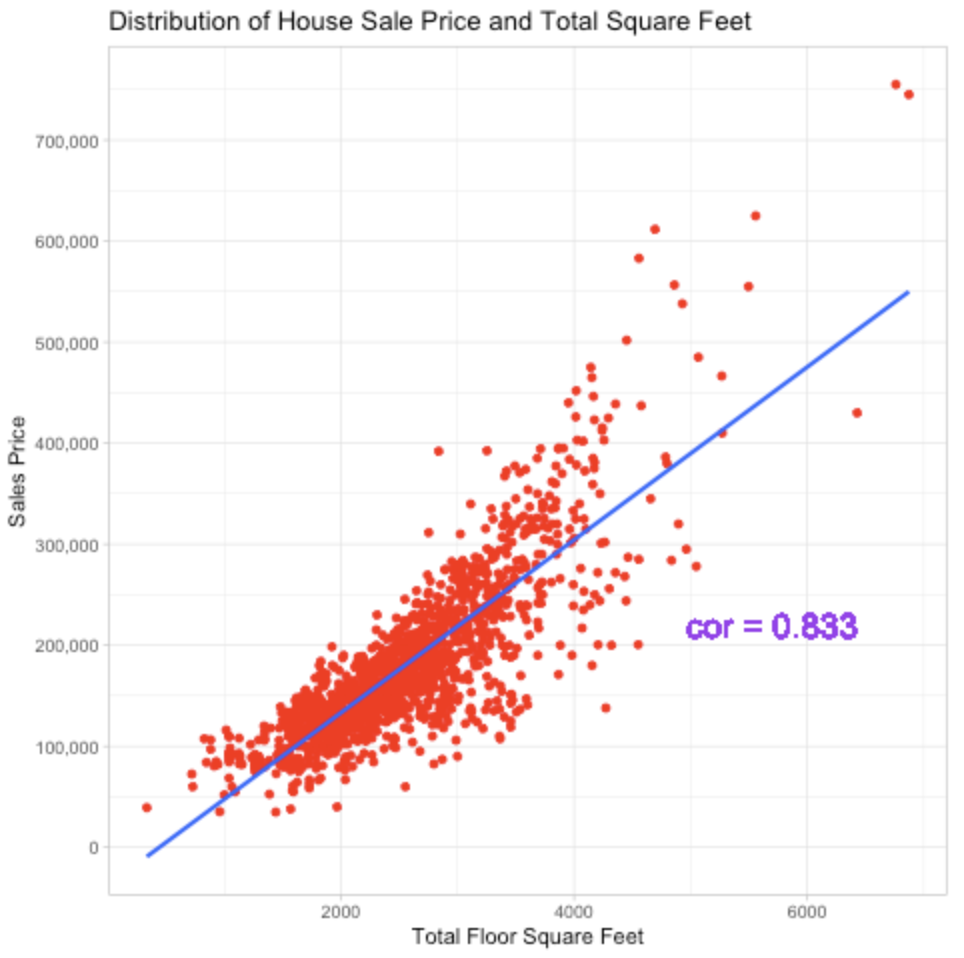 Distribution of House Sale Price and Total Square Feet
700,000
600,000
500,000
400,000
300,000
200,000
100,000
0
Sales Price
cor = 0.833
2000 4000 6000
Total Floor Square Feet